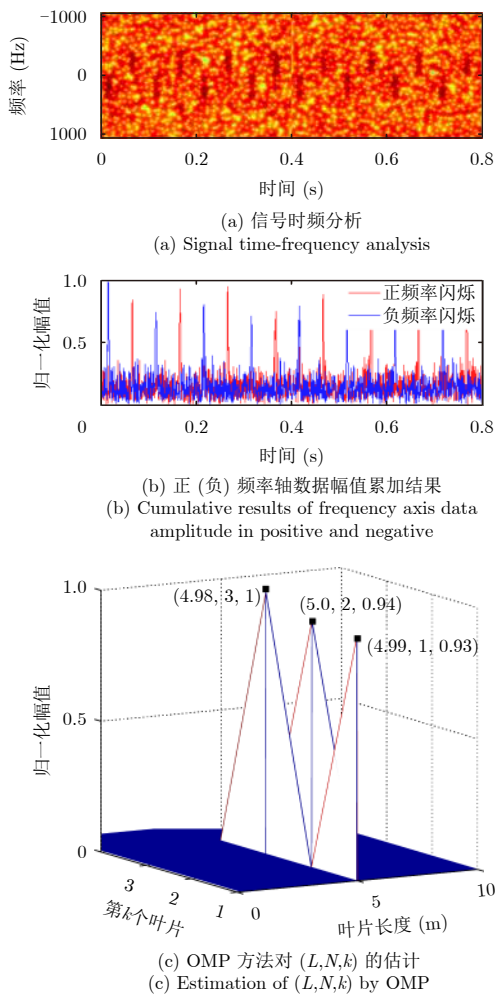 −1000
0
1000
频率 (Hz)
0 0.2 0.4 0.6 0.8
时间 (s)
(a) 信号时频分析
(a) Signal time-frequency analysis
1.0
0.5
0
归一化幅值
正频率闪烁
负频率闪烁
0.2 0.4 0.6 0.8
时间 (s)
(b) 正 (负) 频率轴数据幅值累加结果
(b) Cumulative results of frequency axis data
amplitude in positive and negative
1.0
0.5
0
归一化幅值
(4.98, 3, 1)
(5.0, 2, 0.94)
(4.99, 1, 0.93)
3 2 1
第k个叶片
0 5 10
叶片长度 (m)
(c) OMP 方法对 (L,N,k) 的估计
(c) Estimation of (L,N,k) by OMP